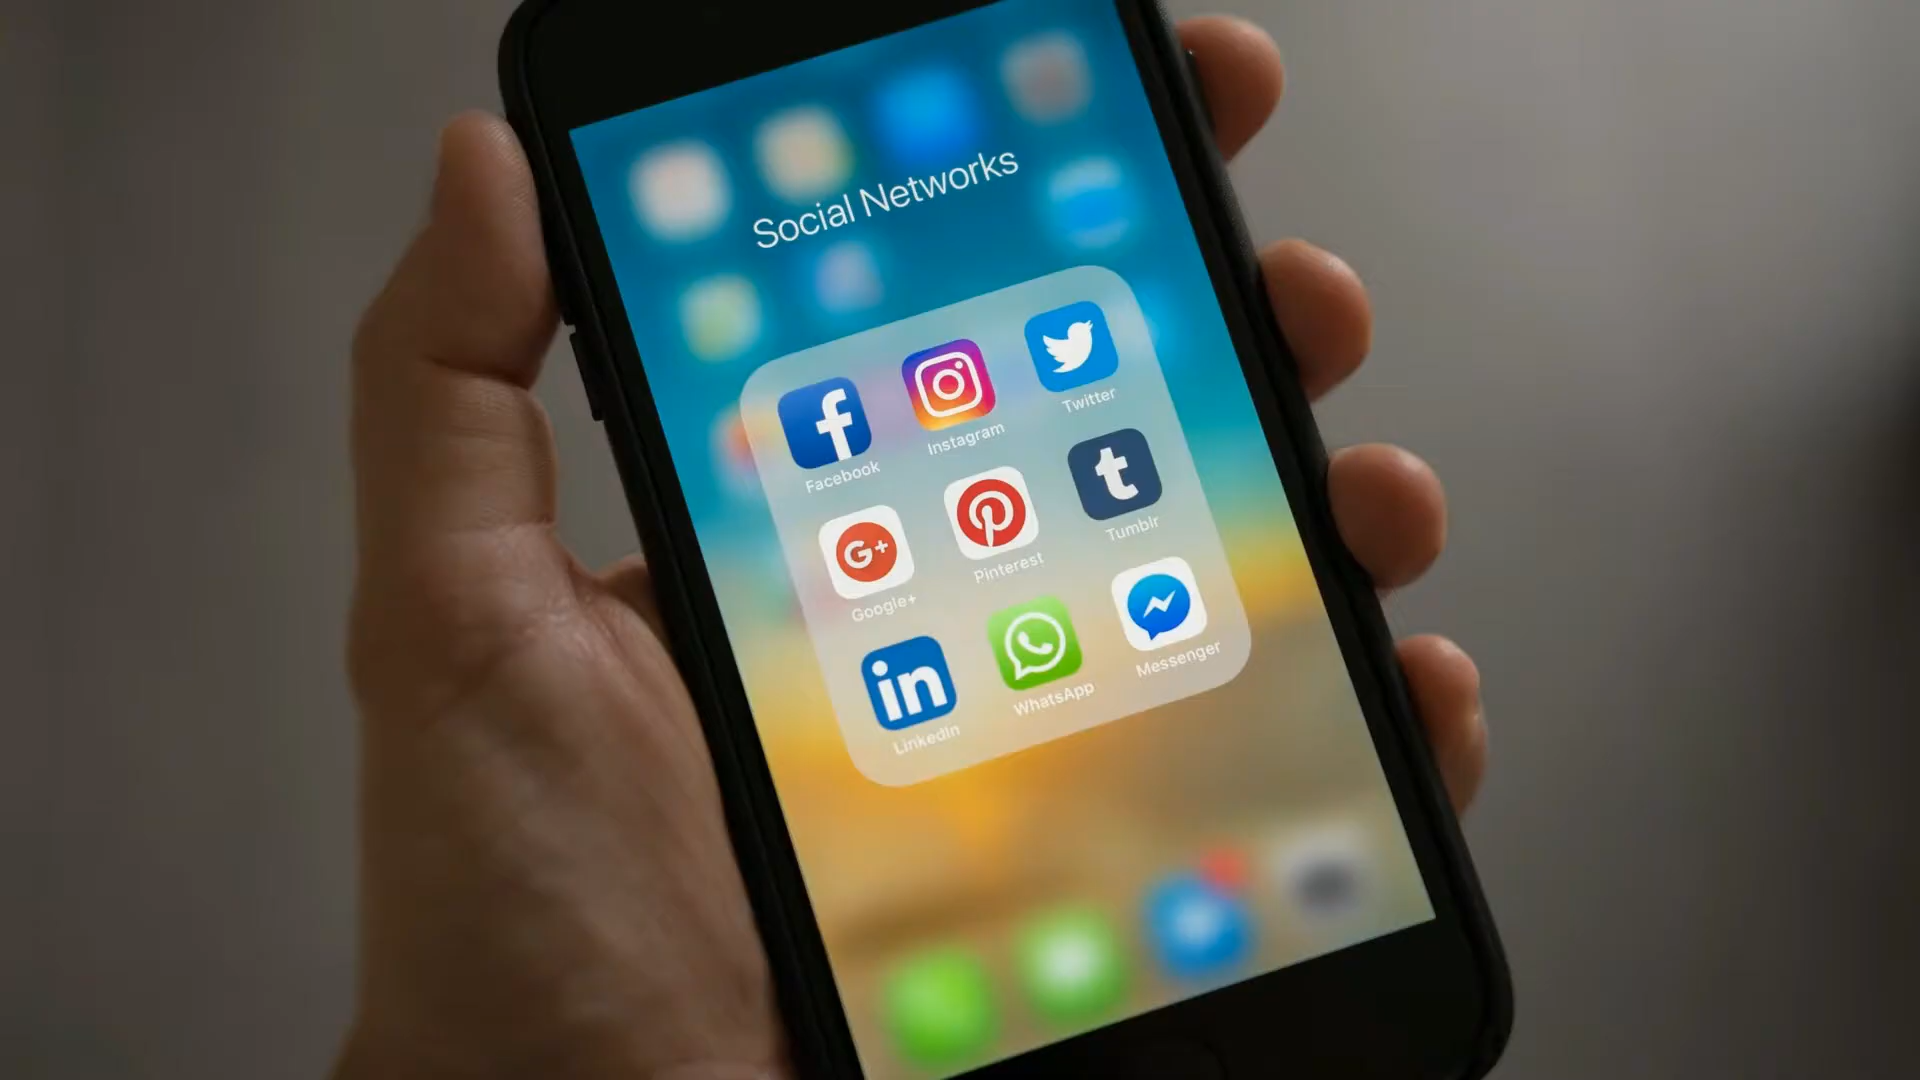 Social Networks
Facebook
Instagram
Twitter
Google+
Pinterest
Tumblr
LinkedIn
WhatsApp
Messenger